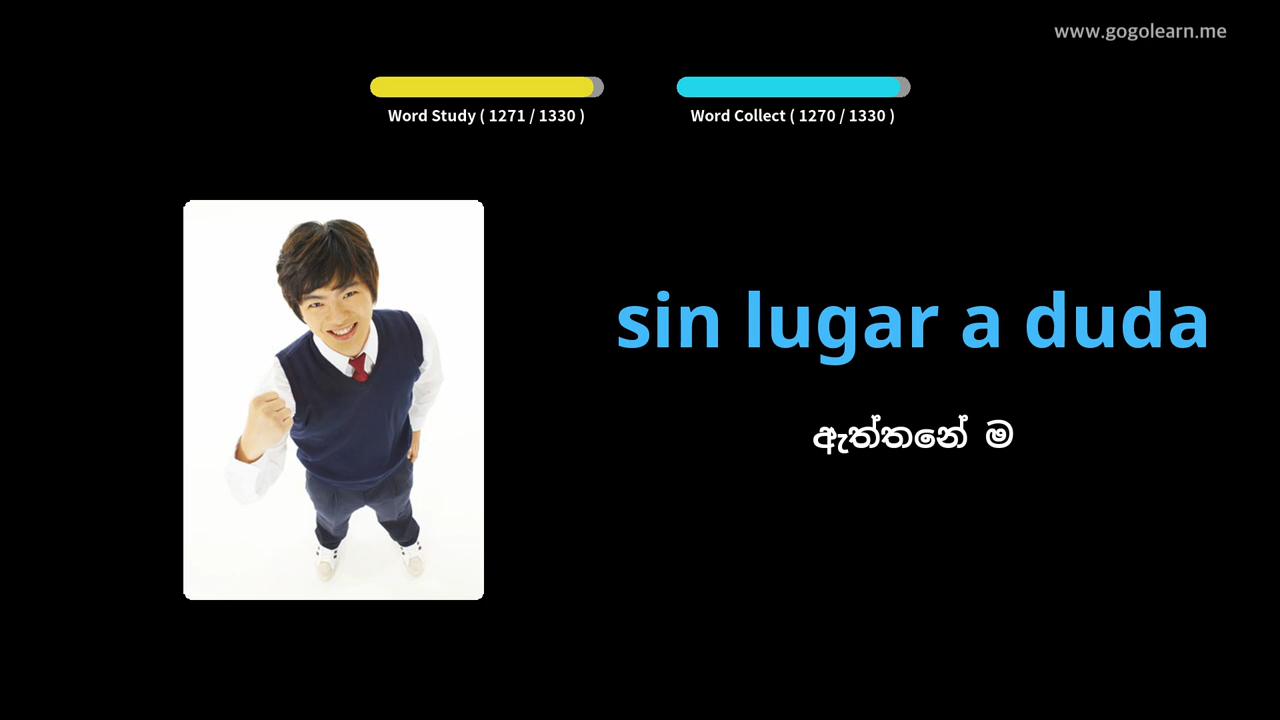 www.gogolearn.me
Word Study ( 1271 / 1330 )
Word Collect ( 1270 / 1330 )
sin lugar a duda
ඇත්තනේ ම